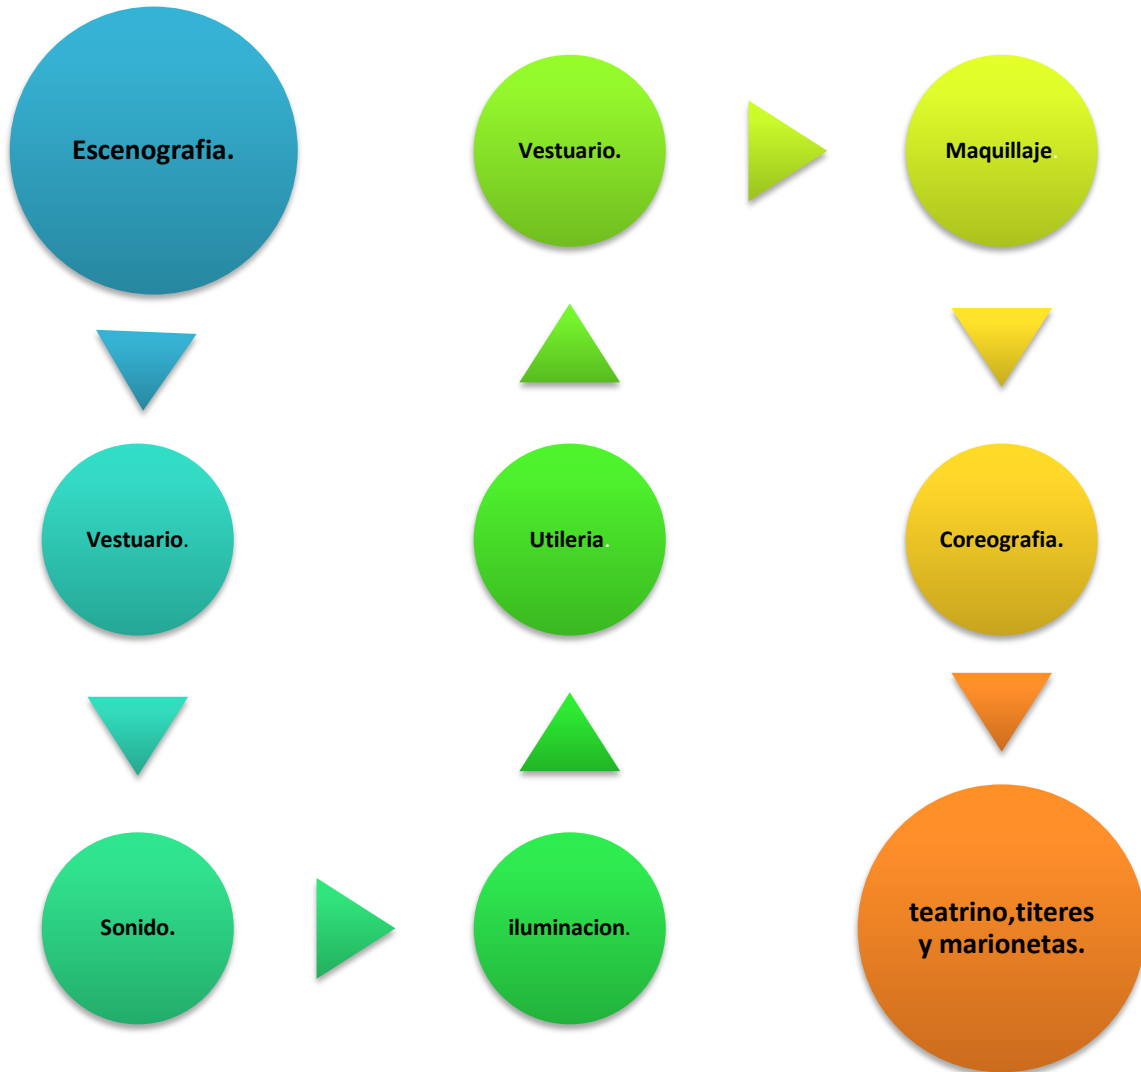 Escenografia.
Vestuario.
Sonido.
iluminacion.
Utileria.
Vestuario.
Maquillaje.
Coreografia.
teatrino,titeres
y marionetas.